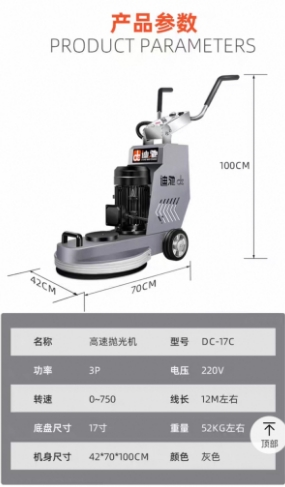 产品参数
PRODUCT PARAMETERS
100CM
42CM
70CM
名称 高速抛光机 型号 DC-17C
功率 3P 电压 220V
转速 0~750 线长 12M左右
底盘尺寸 17寸 重量 52KG左右
机身尺寸 42*70*100CM 颜色 灰色
顶部